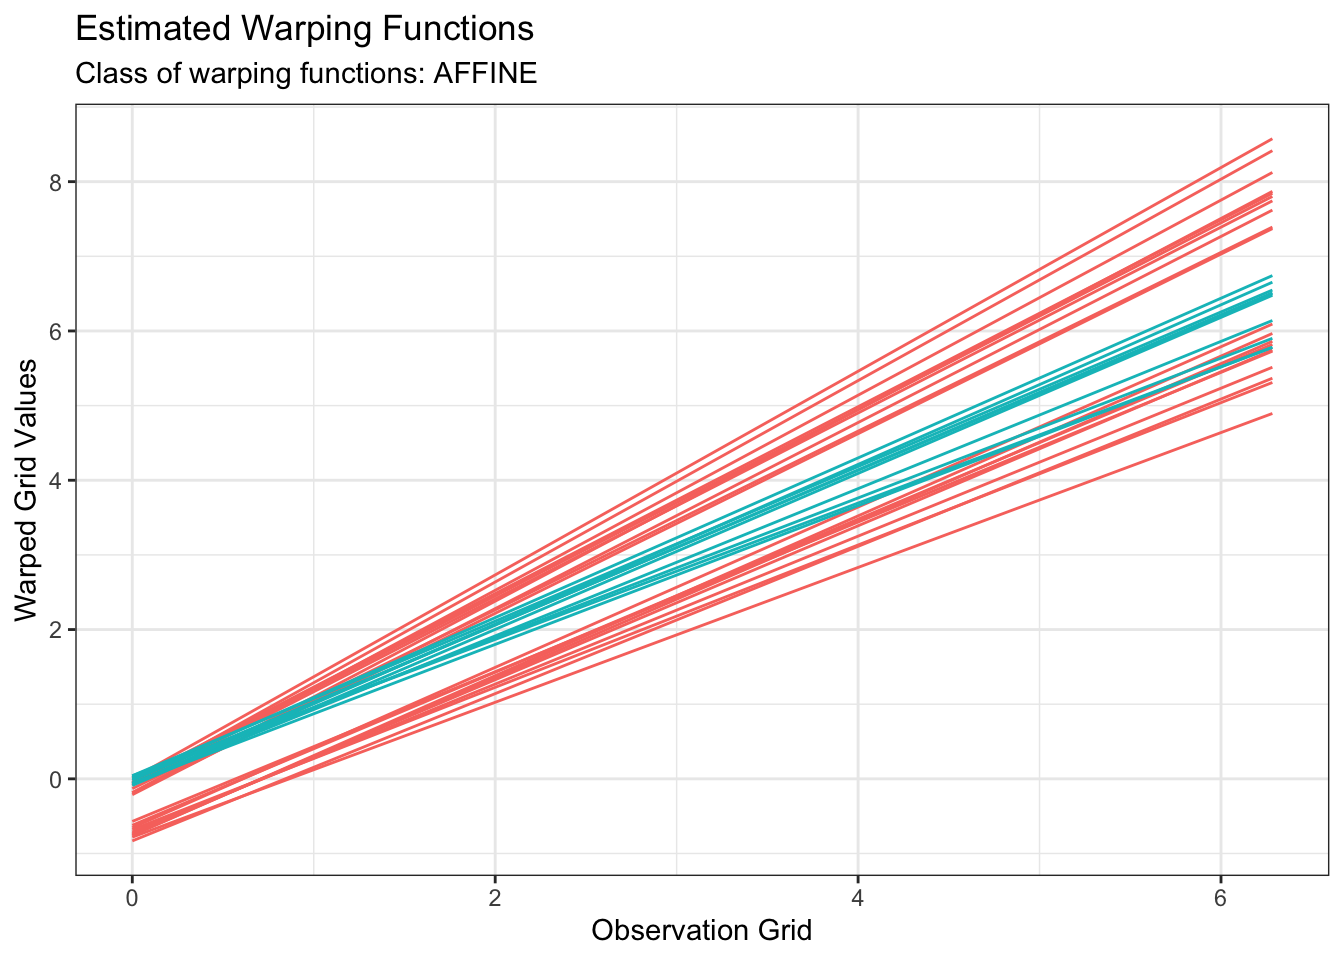 Estimated Warping Functions
Class of warping functions: AFFINE
8
6
4
2
0
Warped Grid Values
0 2 4 6
Observation Grid